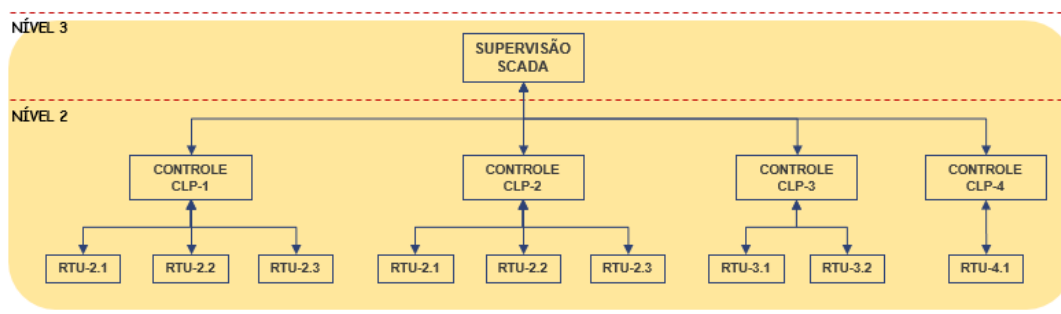 NÍVEL 3
SUPERVISÃO
SCADA
NÍVEL 2
CONTROLE
CLP-1
CONTROLE
CLP-2
CONTROLE
CLP-3
CONTROLE
CLP-4
RTU-2.1
RTU-2.2
RTU-2.3
RTU-2.1
RTU-2.2
RTU-2.3
RTU-3.1
RTU-3.2
RTU-4.1